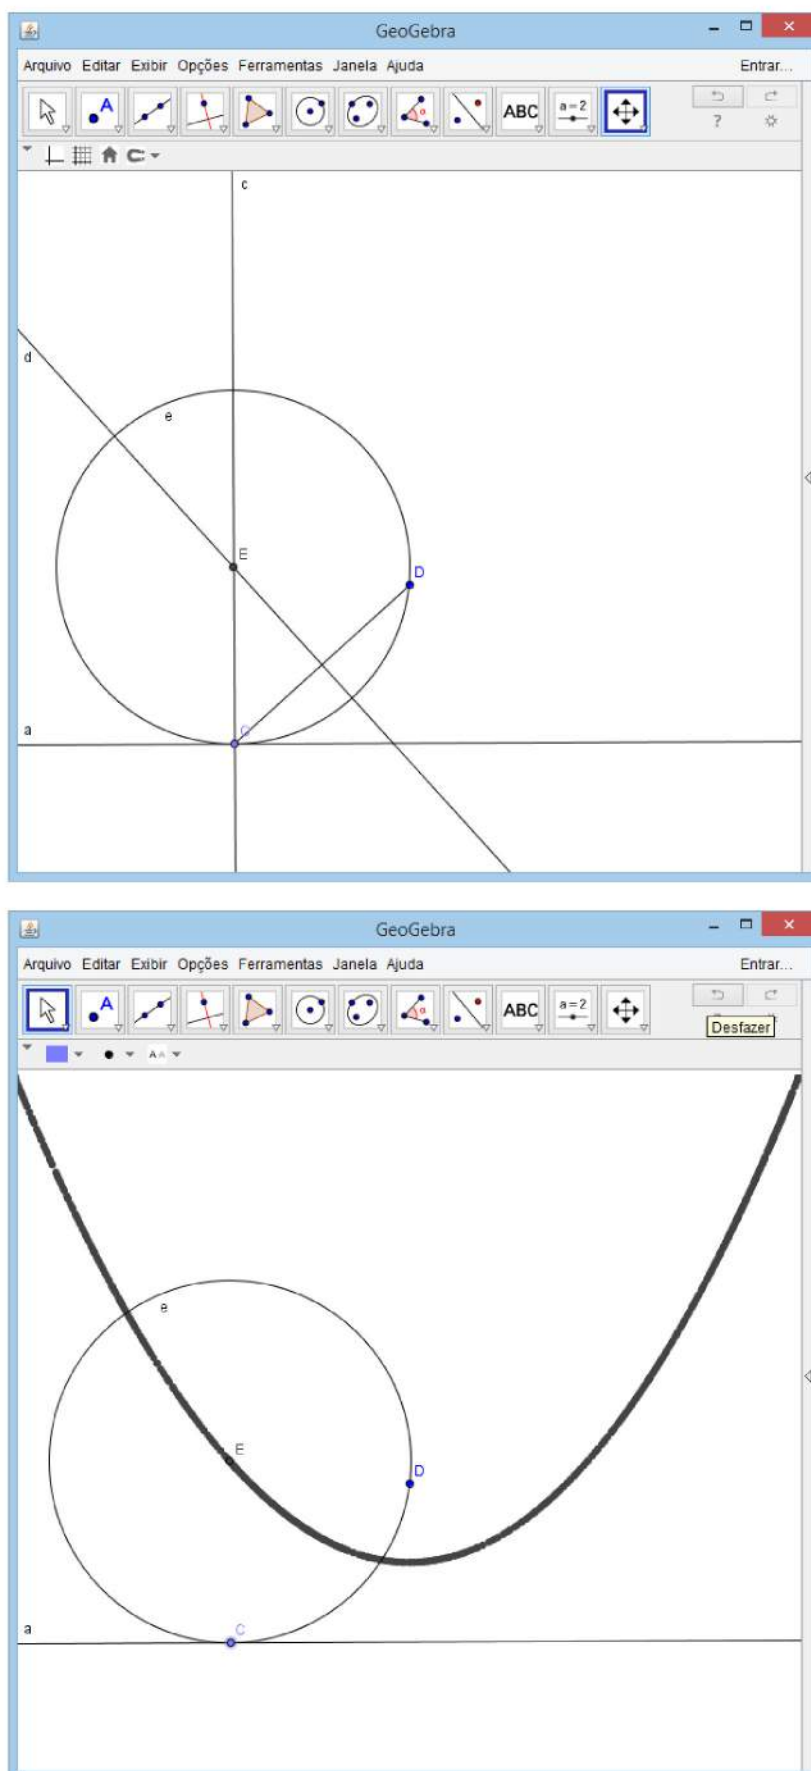 GeoGebra
Arquivo Editar Exibir Opções Ferramentas Janela Ajuda Entrar...
A ABC a=2 ?
c
d
e
E
D
C
a
GeoGebra
Arquivo Editar Exibir Opções Ferramentas Janela Ajuda Entrar...
A ABC a=2
Desfazer
AA
e
E
D
a
C